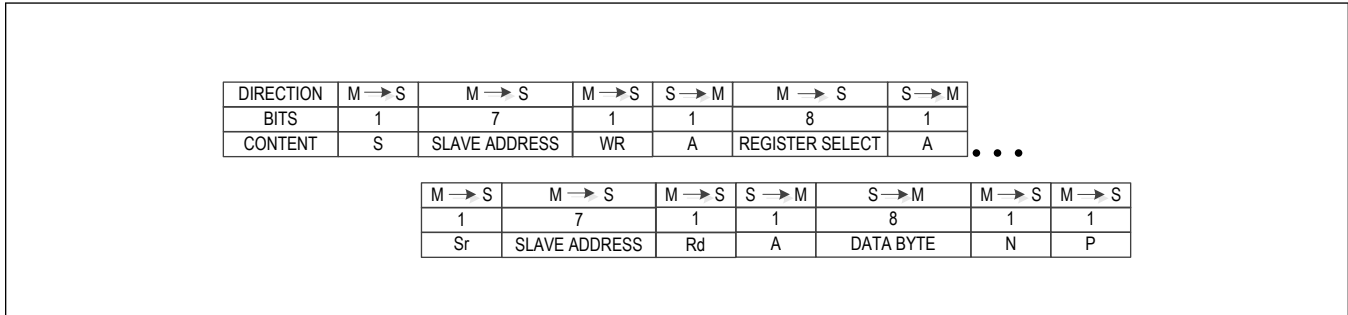 DIRECTION M → S M → S M → S S → M M → S S → M
BITS 1 7 1 1 8 1
CONTENT S SLAVE ADDRESS WR A REGISTER SELECT A • • •
M → S M → S M → S S → M S → M M → S M → S
1 7 1 1 8 1 1
Sr SLAVE ADDRESS Rd A DATA BYTE N P